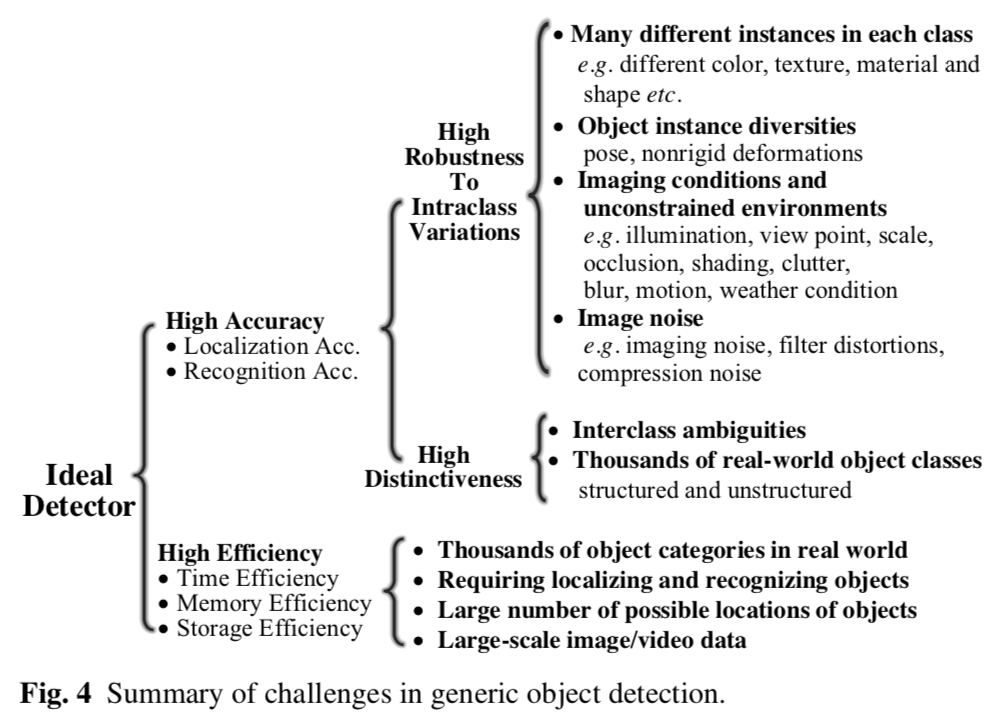 Ideal
Detector
High Accuracy
• Localization Acc.
• Recognition Acc.
High
Robustness
To
Intraclass
Variations
• Many different instances in each class
e.g. different color, texture, material and
shape etc.
• Object instance diversities
pose, nonrigid deformations
• Imaging conditions and
unconstrained environments
e.g. illumination, view point, scale,
occlusion, shading, clutter,
blur, motion, weather condition
• Image noise
e.g. imaging noise, filter distortions,
compression noise
High
Distinctiveness
• Interclass ambiguities
• Thousands of real-world object classes
structured and unstructured
High Efficiency
• Time Efficiency
• Memory Efficiency
• Storage Efficiency
• Thousands of object categories in real world
• Requiring localizing and recognizing objects
• Large number of possible locations of objects
• Large-scale image/video data
Fig. 4 Summary of challenges in generic object detection.